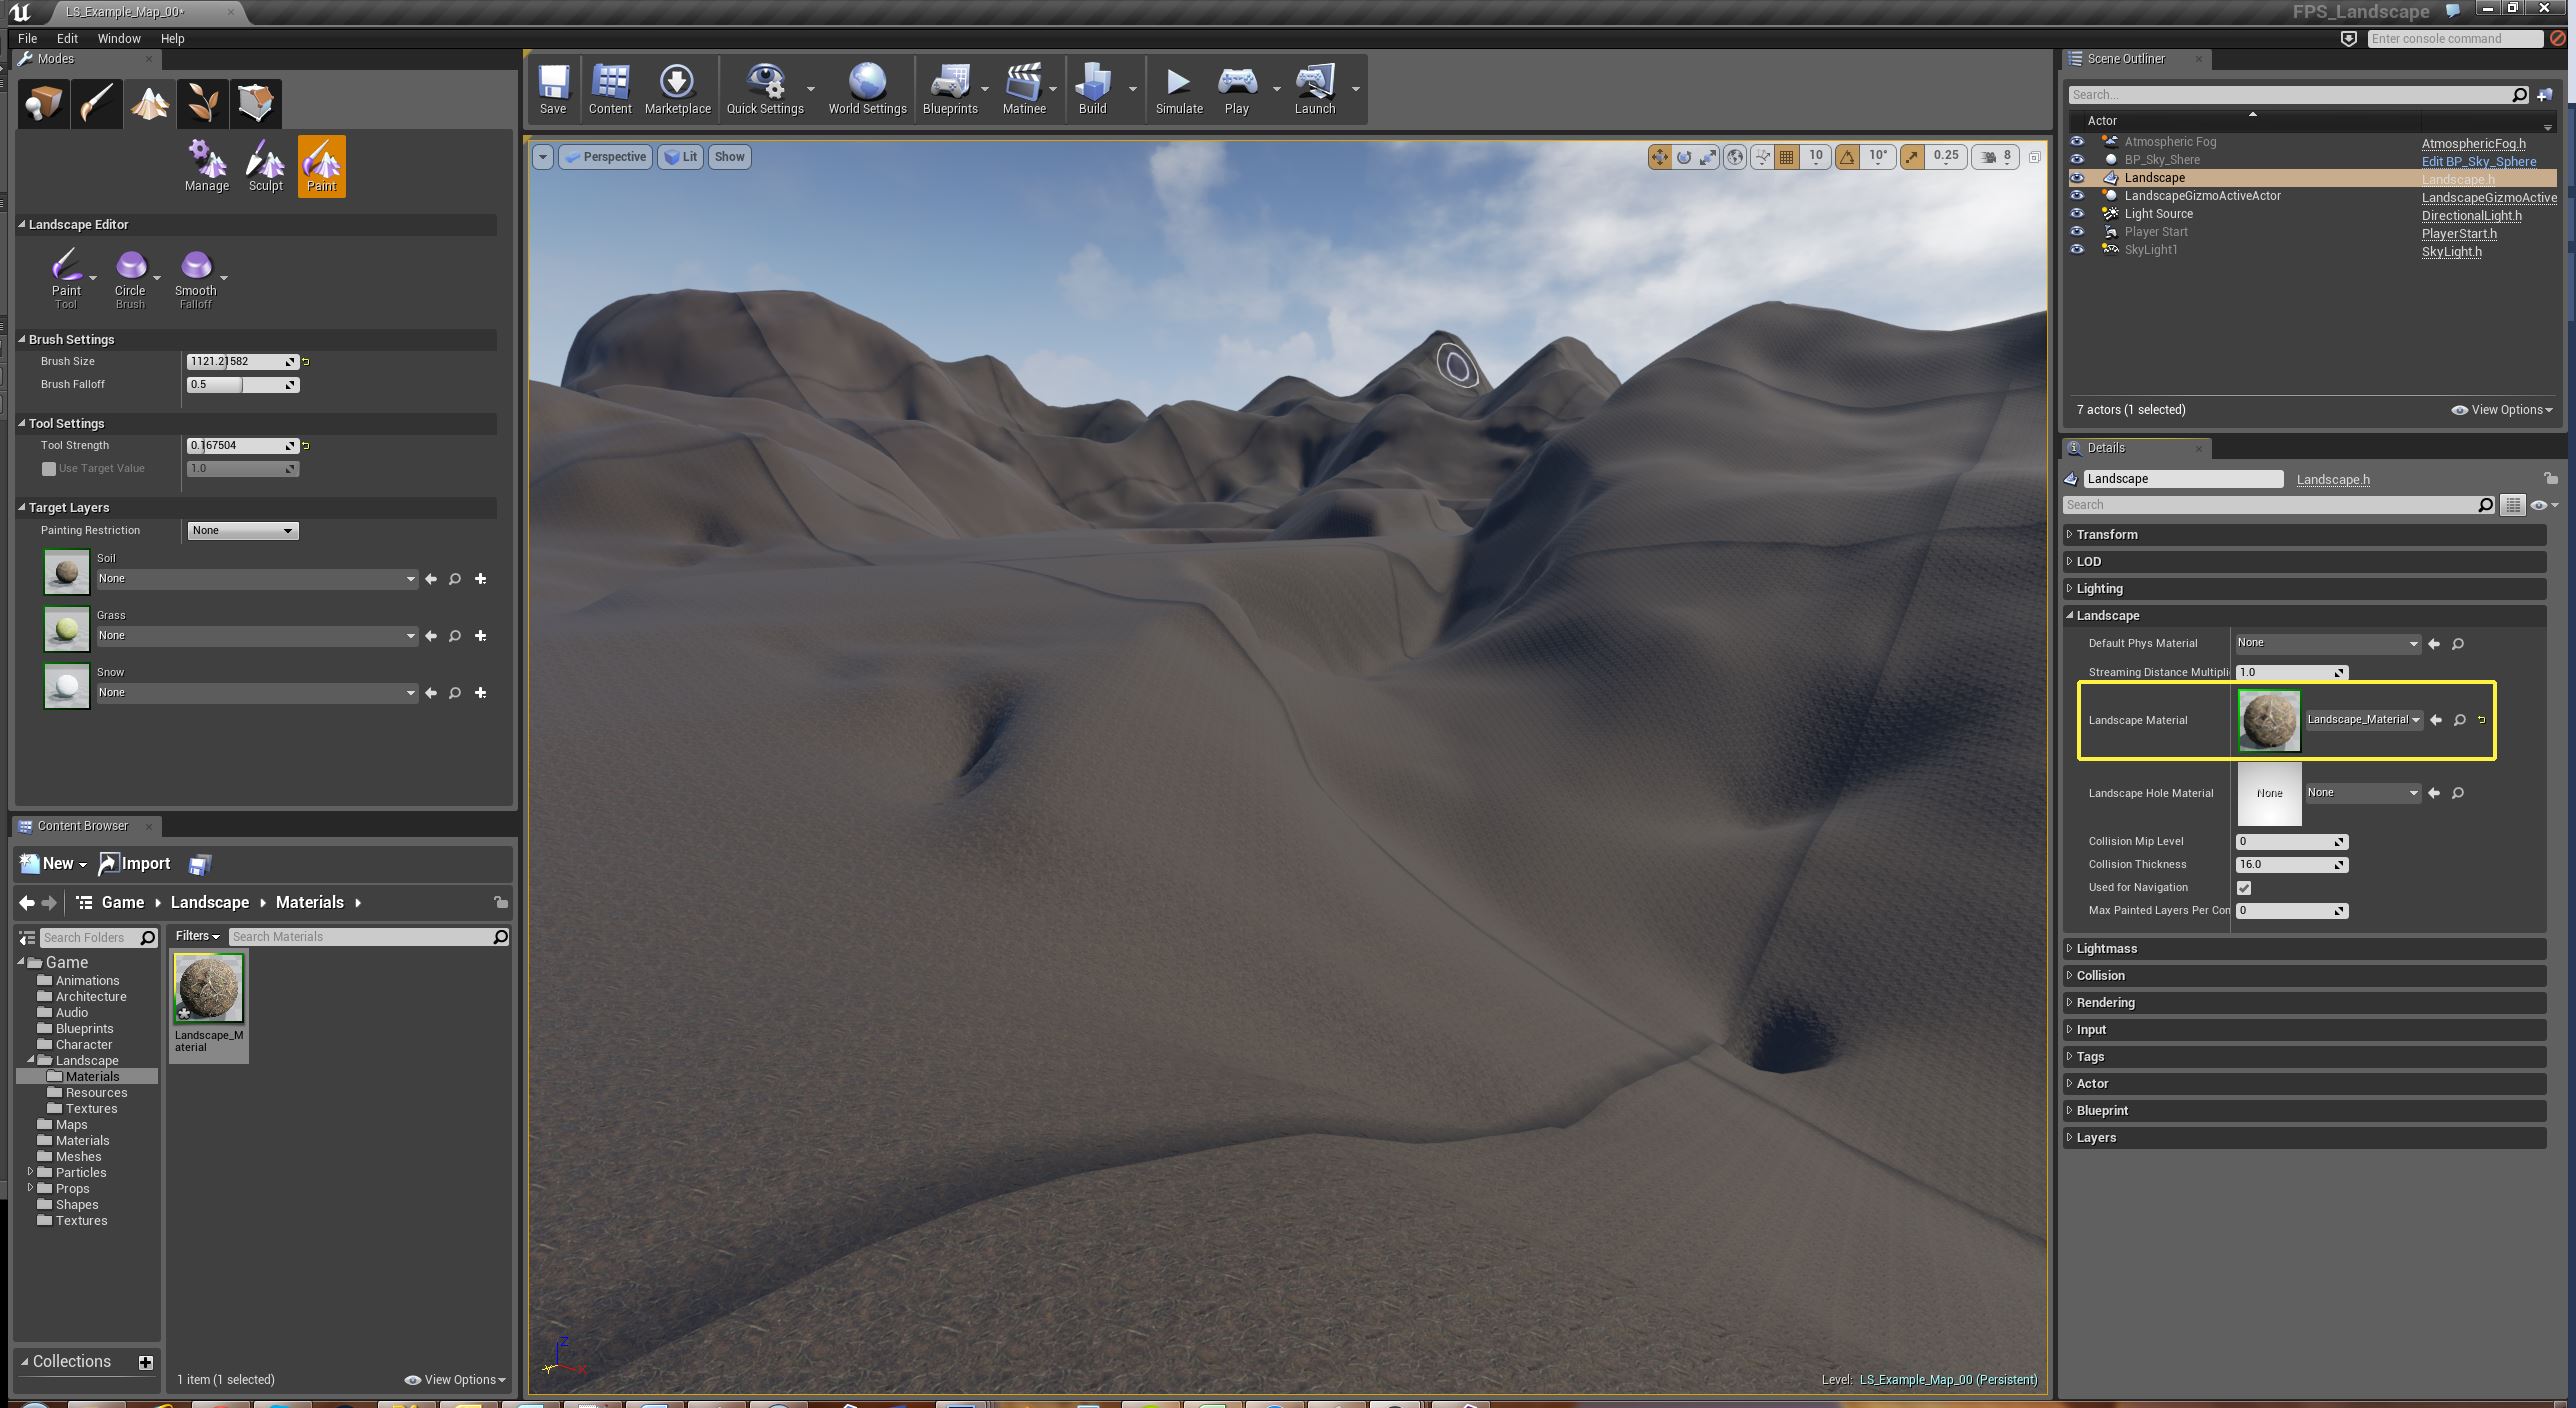 LS_Example_Map_00*
FPS_Landscape
File Edit Window Help
Enter console command
Modes
Manage Sculpt Paint
Landscape Editor
Paint Circle Smooth
Tool Brush Falloff
Brush Settings
Brush Size 1121.21582
Brush Falloff 0.5
Tool Settings
Tool Strength 0.167504
Use Target Value 1.0
Target Layers
Painting Restriction None
Soil
None
Grass
None
Snow
None
Content Browser
New Import
Game Landscape Materials
Search Folders
Filters Search Materials
Game
Animations
Architecture
Audio
Blueprints
Character
Landscape
Materials
Resources
Textures
Maps
Materials
Meshes
Particles
Props
Shapes
Textures
Landscape_M
aterial
Collections
1 item (1 selected) View Options
Save Content Marketplace Quick Settings World Settings Blueprints Matinee Build Simulate Play Launch
Perspective Lit Show
10 10° 0.25 8
Z
X
Y
Level: LS_Example_Map_00 (Persistent)
Scene Outliner
Search...
Actor
Atmospheric Fog AtmosphericFog.h
BP_Sky_Shere Edit BP_Sky_Sphere
Landscape Landscape.h
LandscapeGizmoActiveActor LandscapeGizmoActive
Light Source DirectionalLight.h
Player Start PlayerStart.h
SkyLight1 SkyLight.h
7 actors (1 selected) View Options
Details
Landscape Landscape.h
Search
Transform
LOD
Lighting
Landscape
Default Phys Material None
Streaming Distance Multipli 1.0
Landscape Material Landscape_Material
Landscape Hole Material None None
Collision Mip Level 0
Collision Thickness 16.0
Used for Navigation
Max Painted Layers Per Con 0
Lightmass
Collision
Rendering
Input
Tags
Actor
Blueprint
Layers